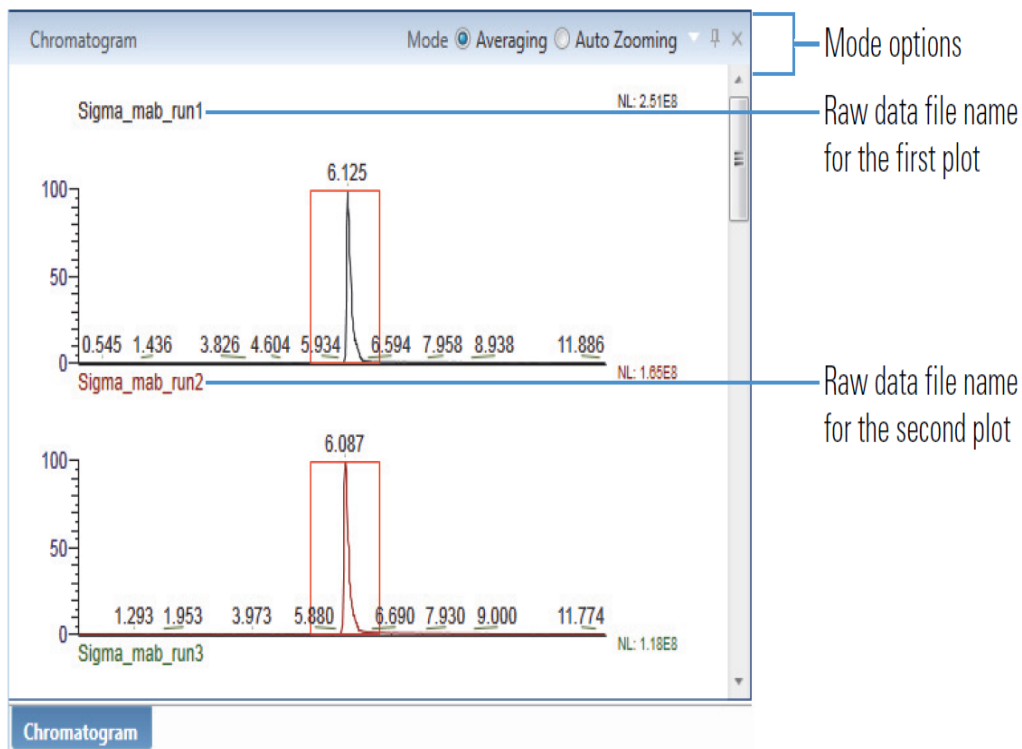 Chromatogram
Mode Averaging Auto Zooming
Mode options
Sigma_mab_run1
NL: 2.51E8
Raw data file name
for the first plot
6.125
100
50
0.545 1.436 3.826 4.604 5.934 6.594 7.958 8.938 11.886
0
Sigma_mab_run2
NL: 1.65E8
Raw data file name
for the second plot
6.087
100
50
1.293 1.953 3.973 5.880 6.690 7.930 9.000 11.774
0
Sigma_mab_run3
NL: 1.18E8
Chromatogram